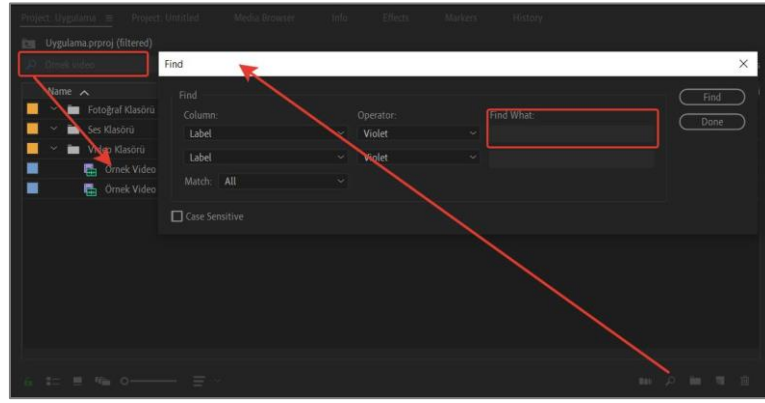 Project: Uygulama Project: Untitled Media Browser Info Effects Markers History
Uygulama.prproj (filtered)
Örnek video
Find
Name
Fotoğraf Klasörü
Ses Klasörü
Video Klasörü
Örnek Video
Örnek Video
Find
Column: Operator: Find What:
Label Violet
Label Violet
Match: All
Case Sensitive
Find
Done